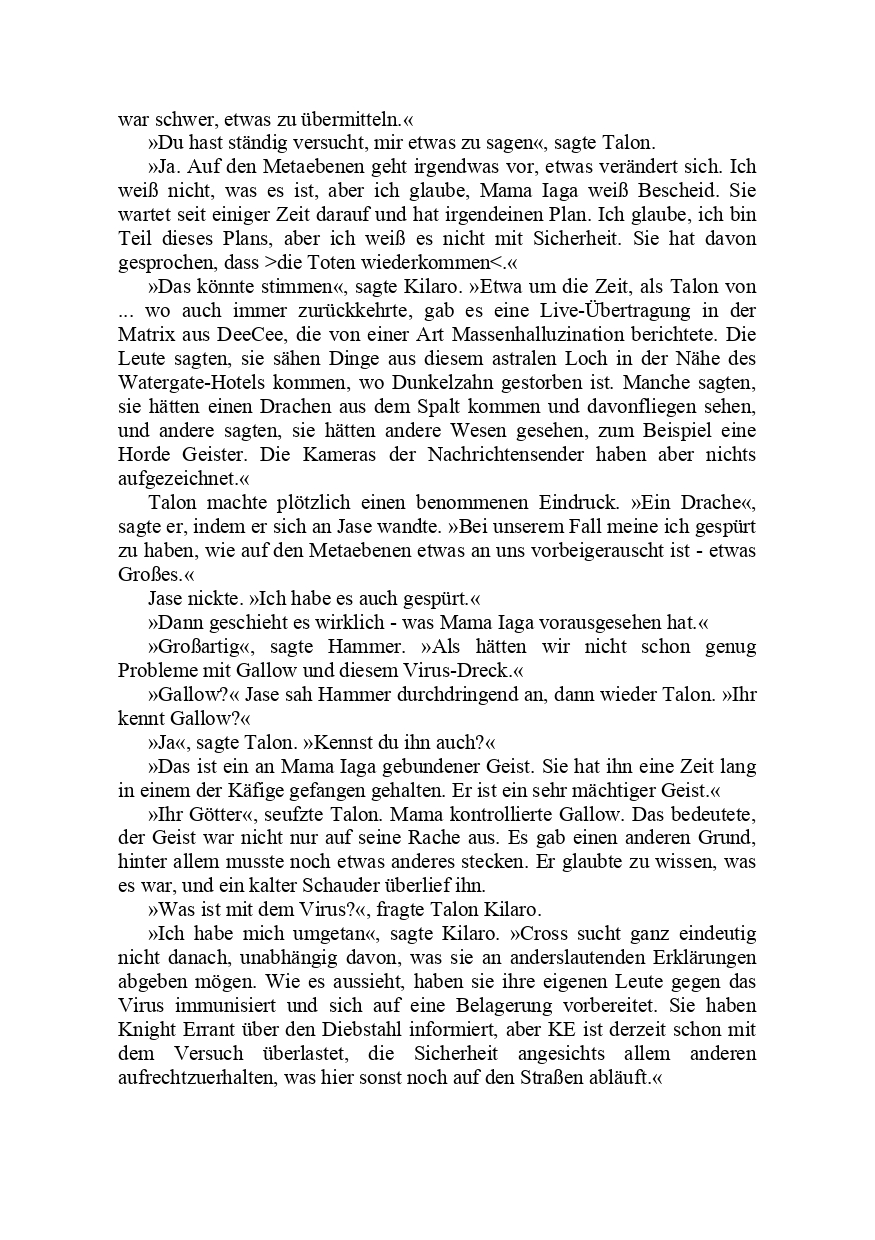 war schwer, etwas zu übermitteln.«
»Du hast ständig versucht, mir etwas zu sagen«, sagte Talon.
»Ja. Auf den Metaebenen geht irgendwas vor, etwas verändert sich. Ich
weiß nicht, was es ist, aber ich glaube, Mama Iaga weiß Bescheid. Sie
wartet seit einiger Zeit darauf und hat irgendeinen Plan. Ich glaube, ich bin
Teil dieses Plans, aber ich weiß es nicht mit Sicherheit. Sie hat davon
gesprochen, dass >die Toten wiederkommen<.«
»Das könnte stimmen«, sagte Kilaro. »Etwa um die Zeit, als Talon von
... wo auch immer zurückkehrte, gab es eine Live-Übertragung in der
Matrix aus DeeCee, die von einer Art Massenhalluzination berichtete. Die
Leute sagten, sie sähen Dinge aus diesem astralen Loch in der Nähe des
Watergate-Hotels kommen, wo Dunkelzahn gestorben ist. Manche sagten,
sie hätten einen Drachen aus dem Spalt kommen und davonfliegen sehen,
und andere sagten, sie hätten andere Wesen gesehen, zum Beispiel eine
Horde Geister. Die Kameras der Nachrichtensender haben aber nichts
aufgezeichnet.«
Talon machte plötzlich einen benommenen Eindruck. »Ein Drache«,
sagte er, indem er sich an Jase wandte. »Bei unserem Fall meine ich gespürt
zu haben, wie auf den Metaebenen etwas an uns vorbeigerauscht ist - etwas
Großes.«
Jase nickte. »Ich habe es auch gespürt.«
»Dann geschieht es wirklich - was Mama Iaga vorausgesehen hat.«
»Großartig«, sagte Hammer. »Als hätten wir nicht schon genug
Probleme mit Gallow und diesem Virus-Dreck.«
»Gallow?« Jase sah Hammer durchdringend an, dann wieder Talon. »Ihr
kennt Gallow?«
»Ja«, sagte Talon. »Kennst du ihn auch?«
»Das ist ein an Mama Iaga gebundener Geist. Sie hat ihn eine Zeit lang
in einem der Käfige gefangen gehalten. Er ist ein sehr mächtiger Geist.«
»Ihr Götter«, seufzte Talon. Mama kontrollierte Gallow. Das bedeutete,
der Geist war nicht nur auf seine Rache aus. Es gab einen anderen Grund,
hinter allem musste noch etwas anderes stecken. Er glaubte zu wissen, was
es war, und ein kalter Schauder überlief ihn.
»Was ist mit dem Virus?«, fragte Talon Kilaro.
»Ich habe mich umgetan«, sagte Kilaro. »Cross sucht ganz eindeutig
nicht danach, unabhängig davon, was sie an anderslautenden Erklärungen
abgeben mögen. Wie es aussieht, haben sie ihre eigenen Leute gegen das
Virus immunisiert und sich auf eine Belagerung vorbereitet. Sie haben
Knight Errant über den Diebstahl informiert, aber KE ist derzeit schon mit
dem Versuch überlastet, die Sicherheit angesichts allem anderen
aufrechtzuerhalten, was hier sonst noch auf den Straßen abläuft.«